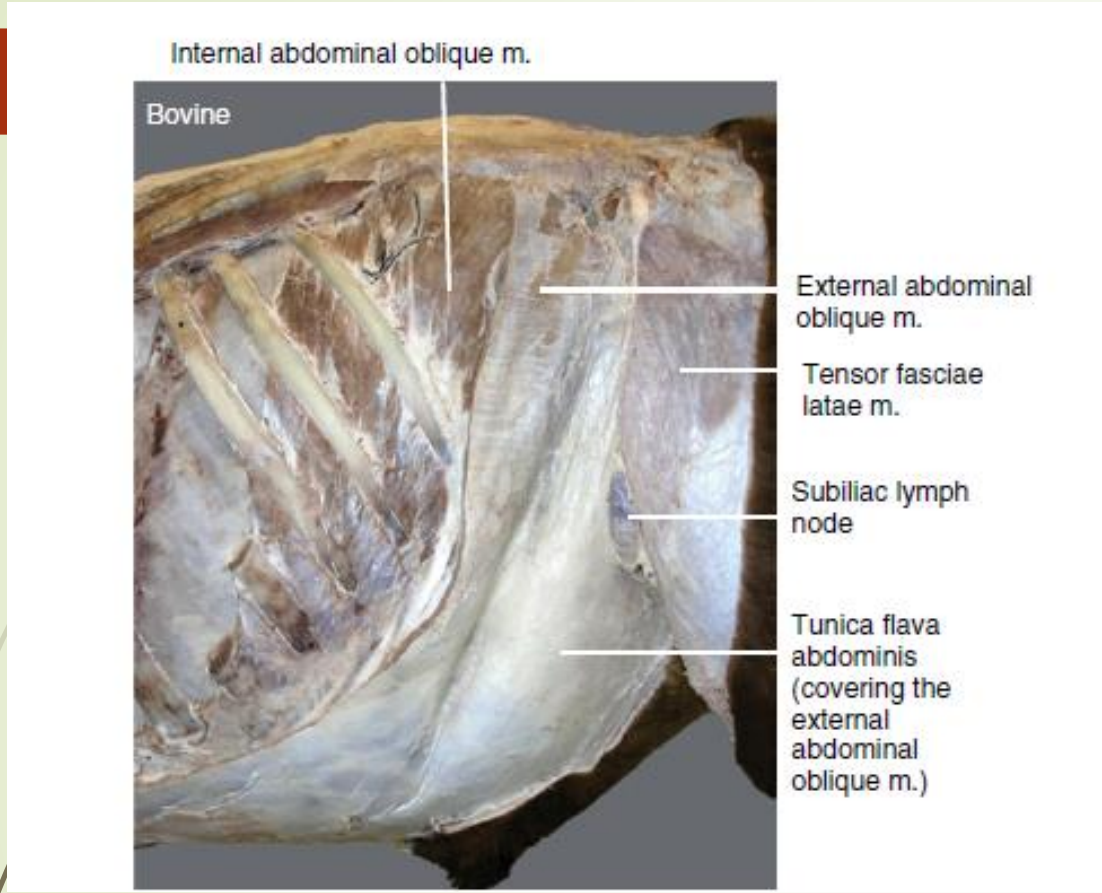 Internal abdominal oblique m.
Bovine
External abdominal
oblique m.
Tensor fasciae
latae m.
Subiliac lymph
node
Tunica flava
abdominis
(covering the
external
abdominal
oblique m.)